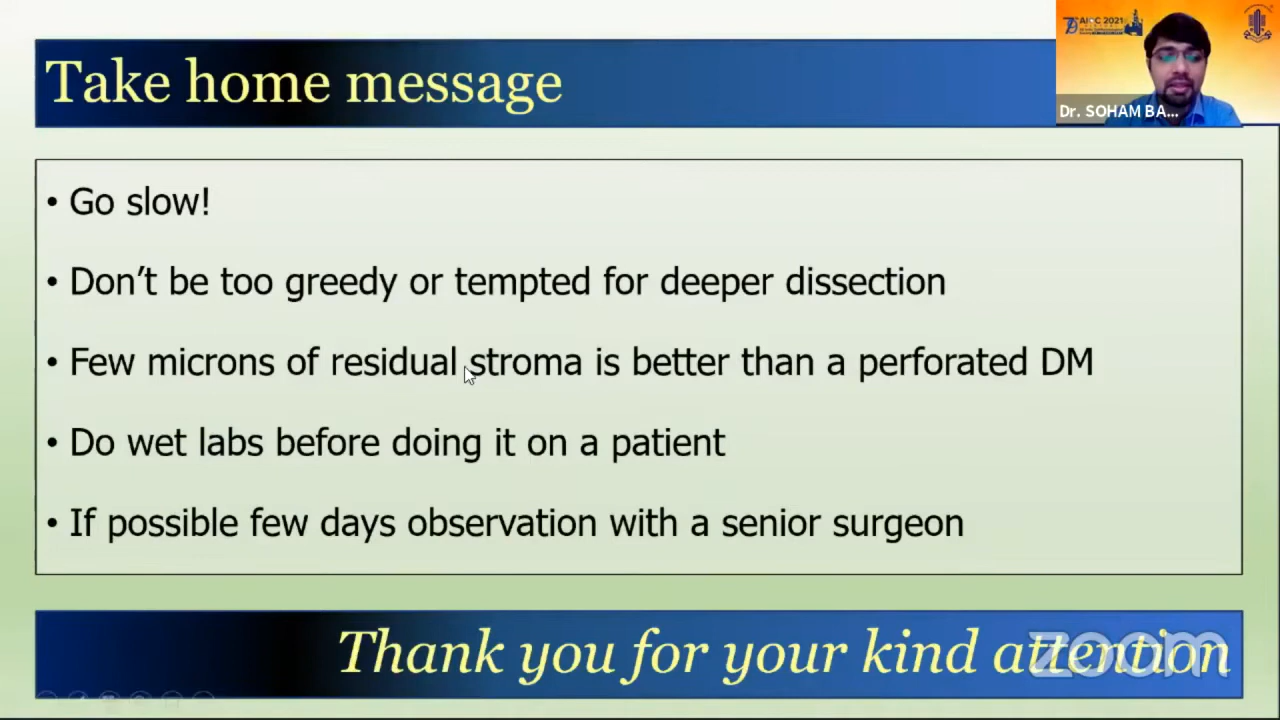 Take home message
AIOC 2021
Dr. SOHAM BA...
• Go slow!
• Don't be too greedy or tempted for deeper dissection
• Few microns of residual stroma is better than a perforated DM
• Do wet labs before doing it on a patient
• If possible few days observation with a senior surgeon
Thank you for your kind attention
zoom